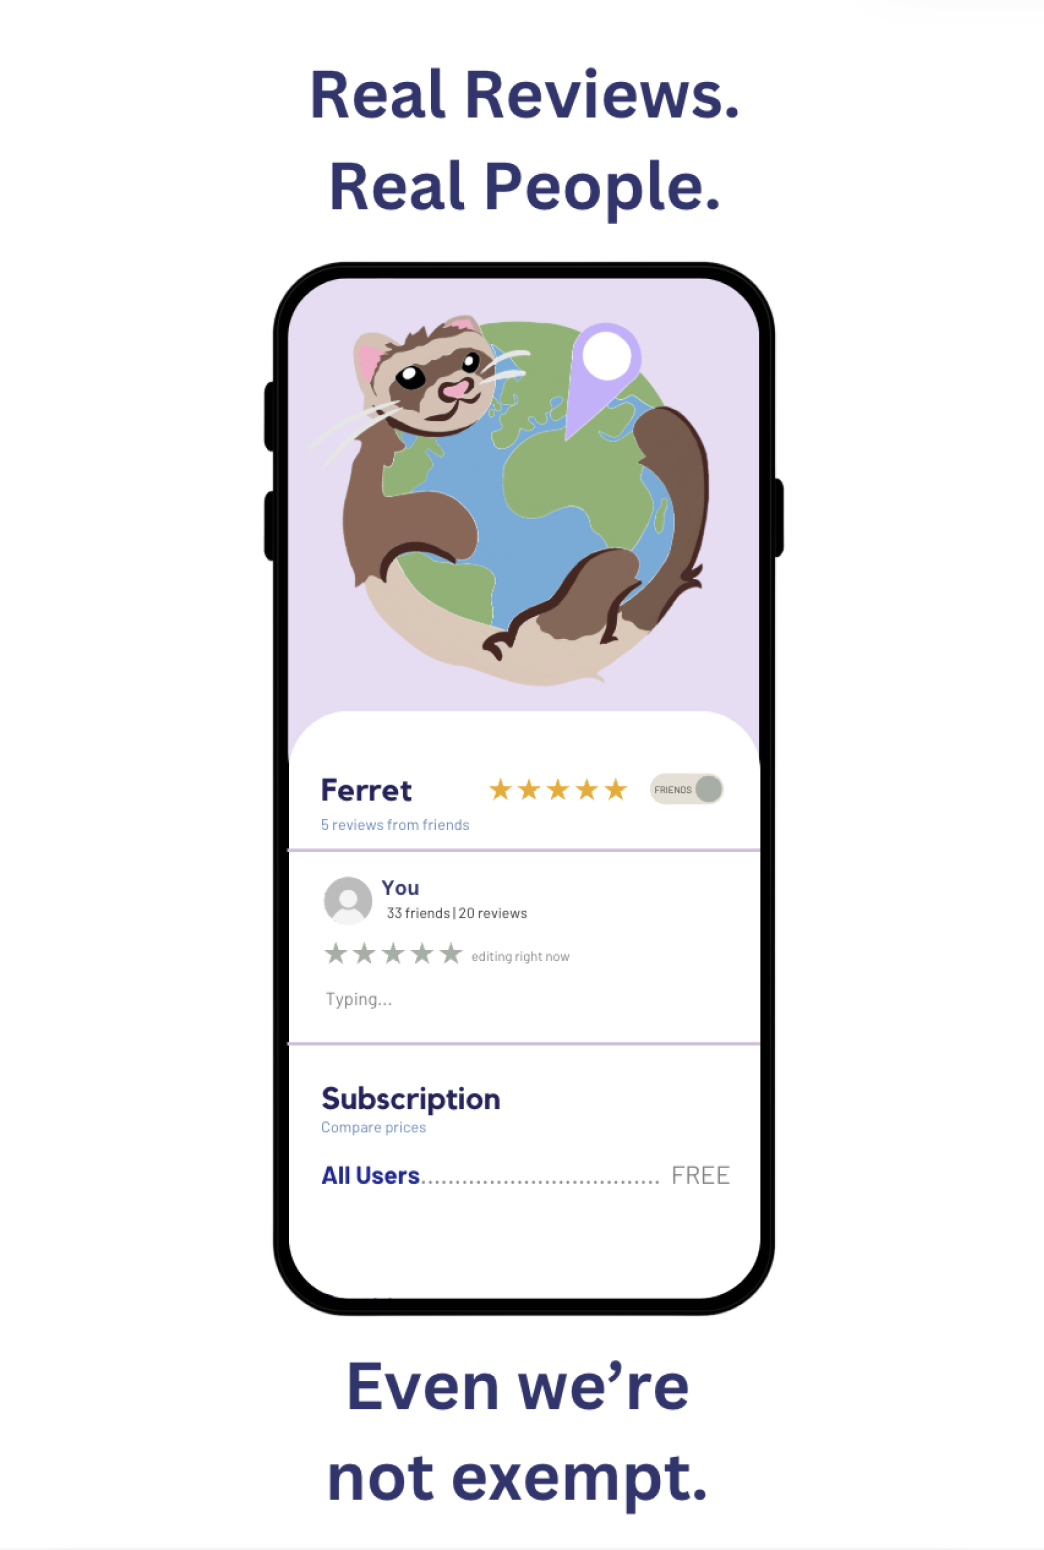 Real Reviews.
Real People.
Ferret
FRIENDS
5 reviews from friends
You
33 friends | 20 reviews
editing right now
Typing...
Subscription
Compare prices
All Users................................... FREE
Even we’re
not exempt.